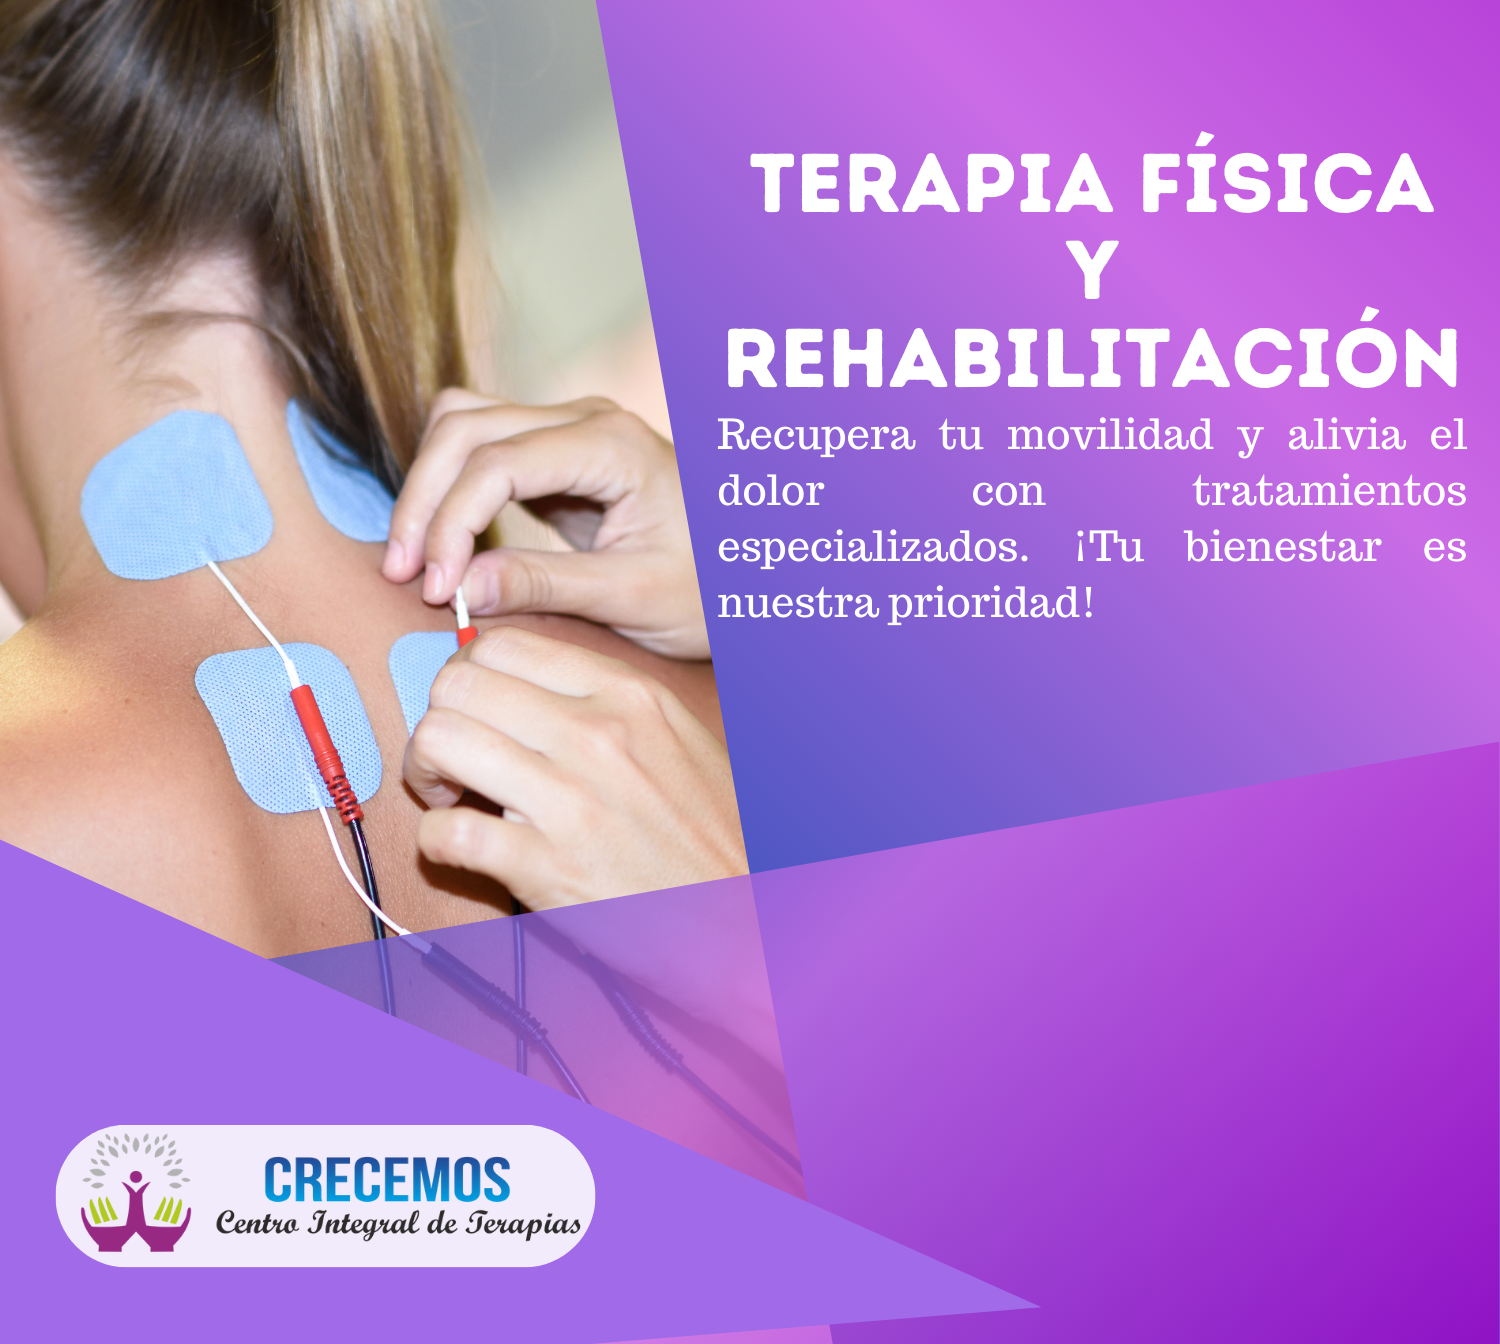 TERAPIA FÍSICA
Y
REHABILITACIÓN
Recupera tu movilidad y alivia el
dolor con tratamientos
especializados. ¡Tu bienestar es
nuestra prioridad!
CRECEMOS
Centro Integral de Terapias